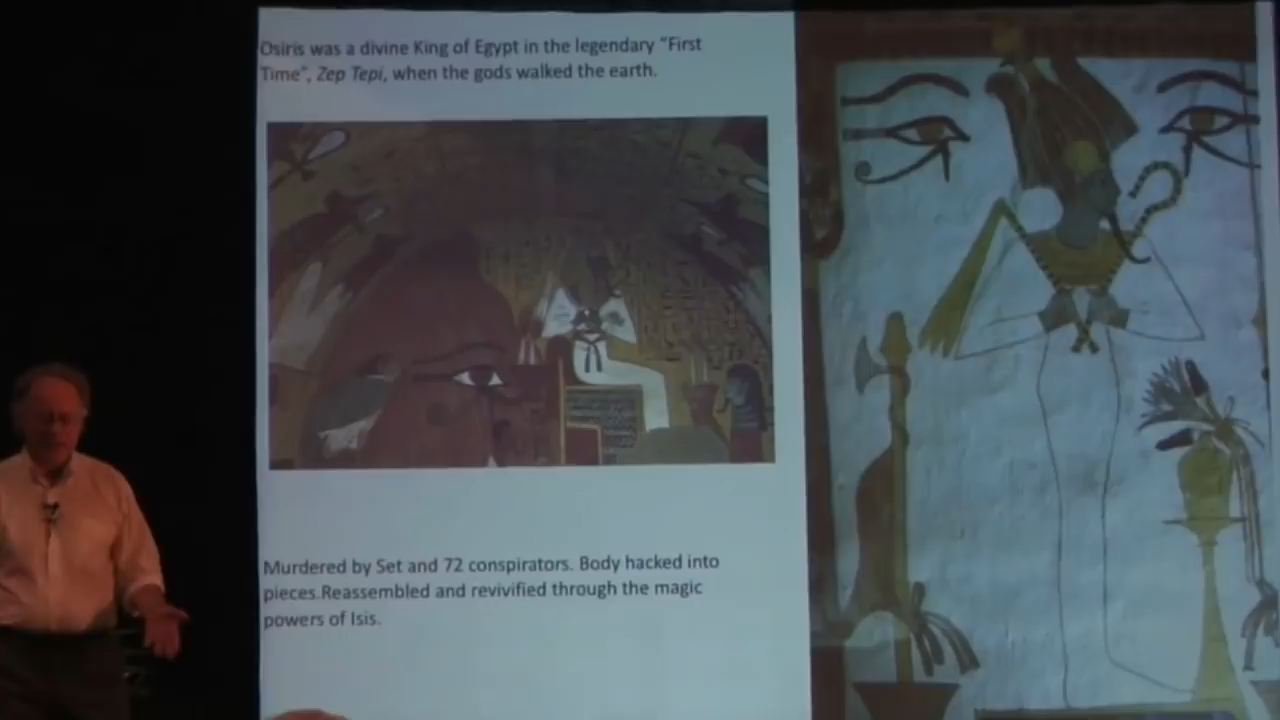 Osiris was a divine King of Egypt in the legendary “First
Time”, Zep Tepi, when the gods walked the earth.
Murdered by Set and 72 conspirators. Body hacked into
pieces.Reassembled and revivified through the magic
powers of Isis.